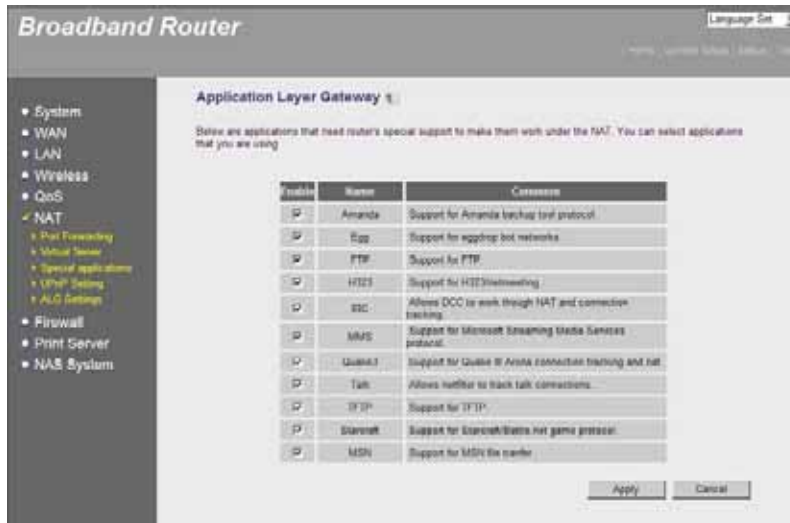 Broadband Router
Language Set
Application Layer Gateway
Below are applications that need router's special support to make them work under the NAT. You can select applications
that you are using
System
WAN
LAN
Wireless
QoS
NAT
Port Forwarding
Virtual Server
Special applications
UPnP Setting
ALG Settings
Firewall
Print Server
NAS System
Enable Name Comment
Amanda Support for Amanda backup tool protocol.
Egg Support for eggdrop bot networks.
FTP Support for FTP.
H323 Support for H323/netmeeting.
IRC Allows DCC to work though NAT and connection
tracking.
MMS Support for Microsoft Streaming Media Services
protocol.
Quake3 Support for Quake III Arena connection tracking and nat.
Talk Allows netfilter to track talk connections.
TFTP Support for TFTP.
Starcraft Support for Starcraft/Battle.net game protocol.
MSN Support for MSN file tranfer.
Apply Cancel